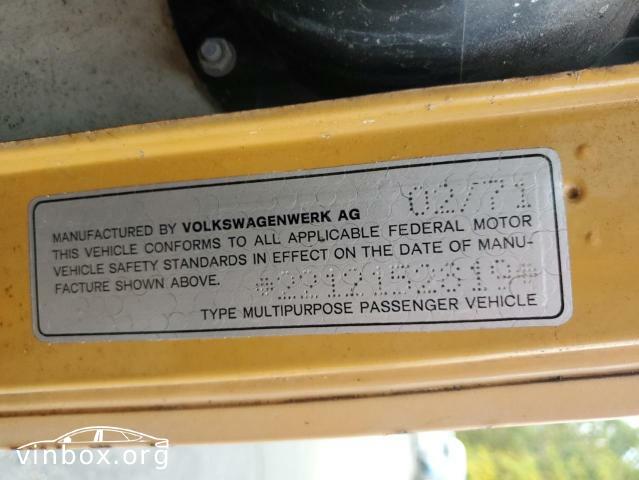 02/71
MANUFACTURED BY VOLKSWAGENWERK AG
THIS VEHICLE CONFORMS TO ALL APPLICABLE FEDERAL MOTOR
VEHICLE SAFETY STANDARDS IN EFFECT ON THE DATE OF MANU-
FACTURE SHOWN ABOVE. *2212152819*
TYPE MULTIPURPOSE PASSENGER VEHICLE
vinbox.org